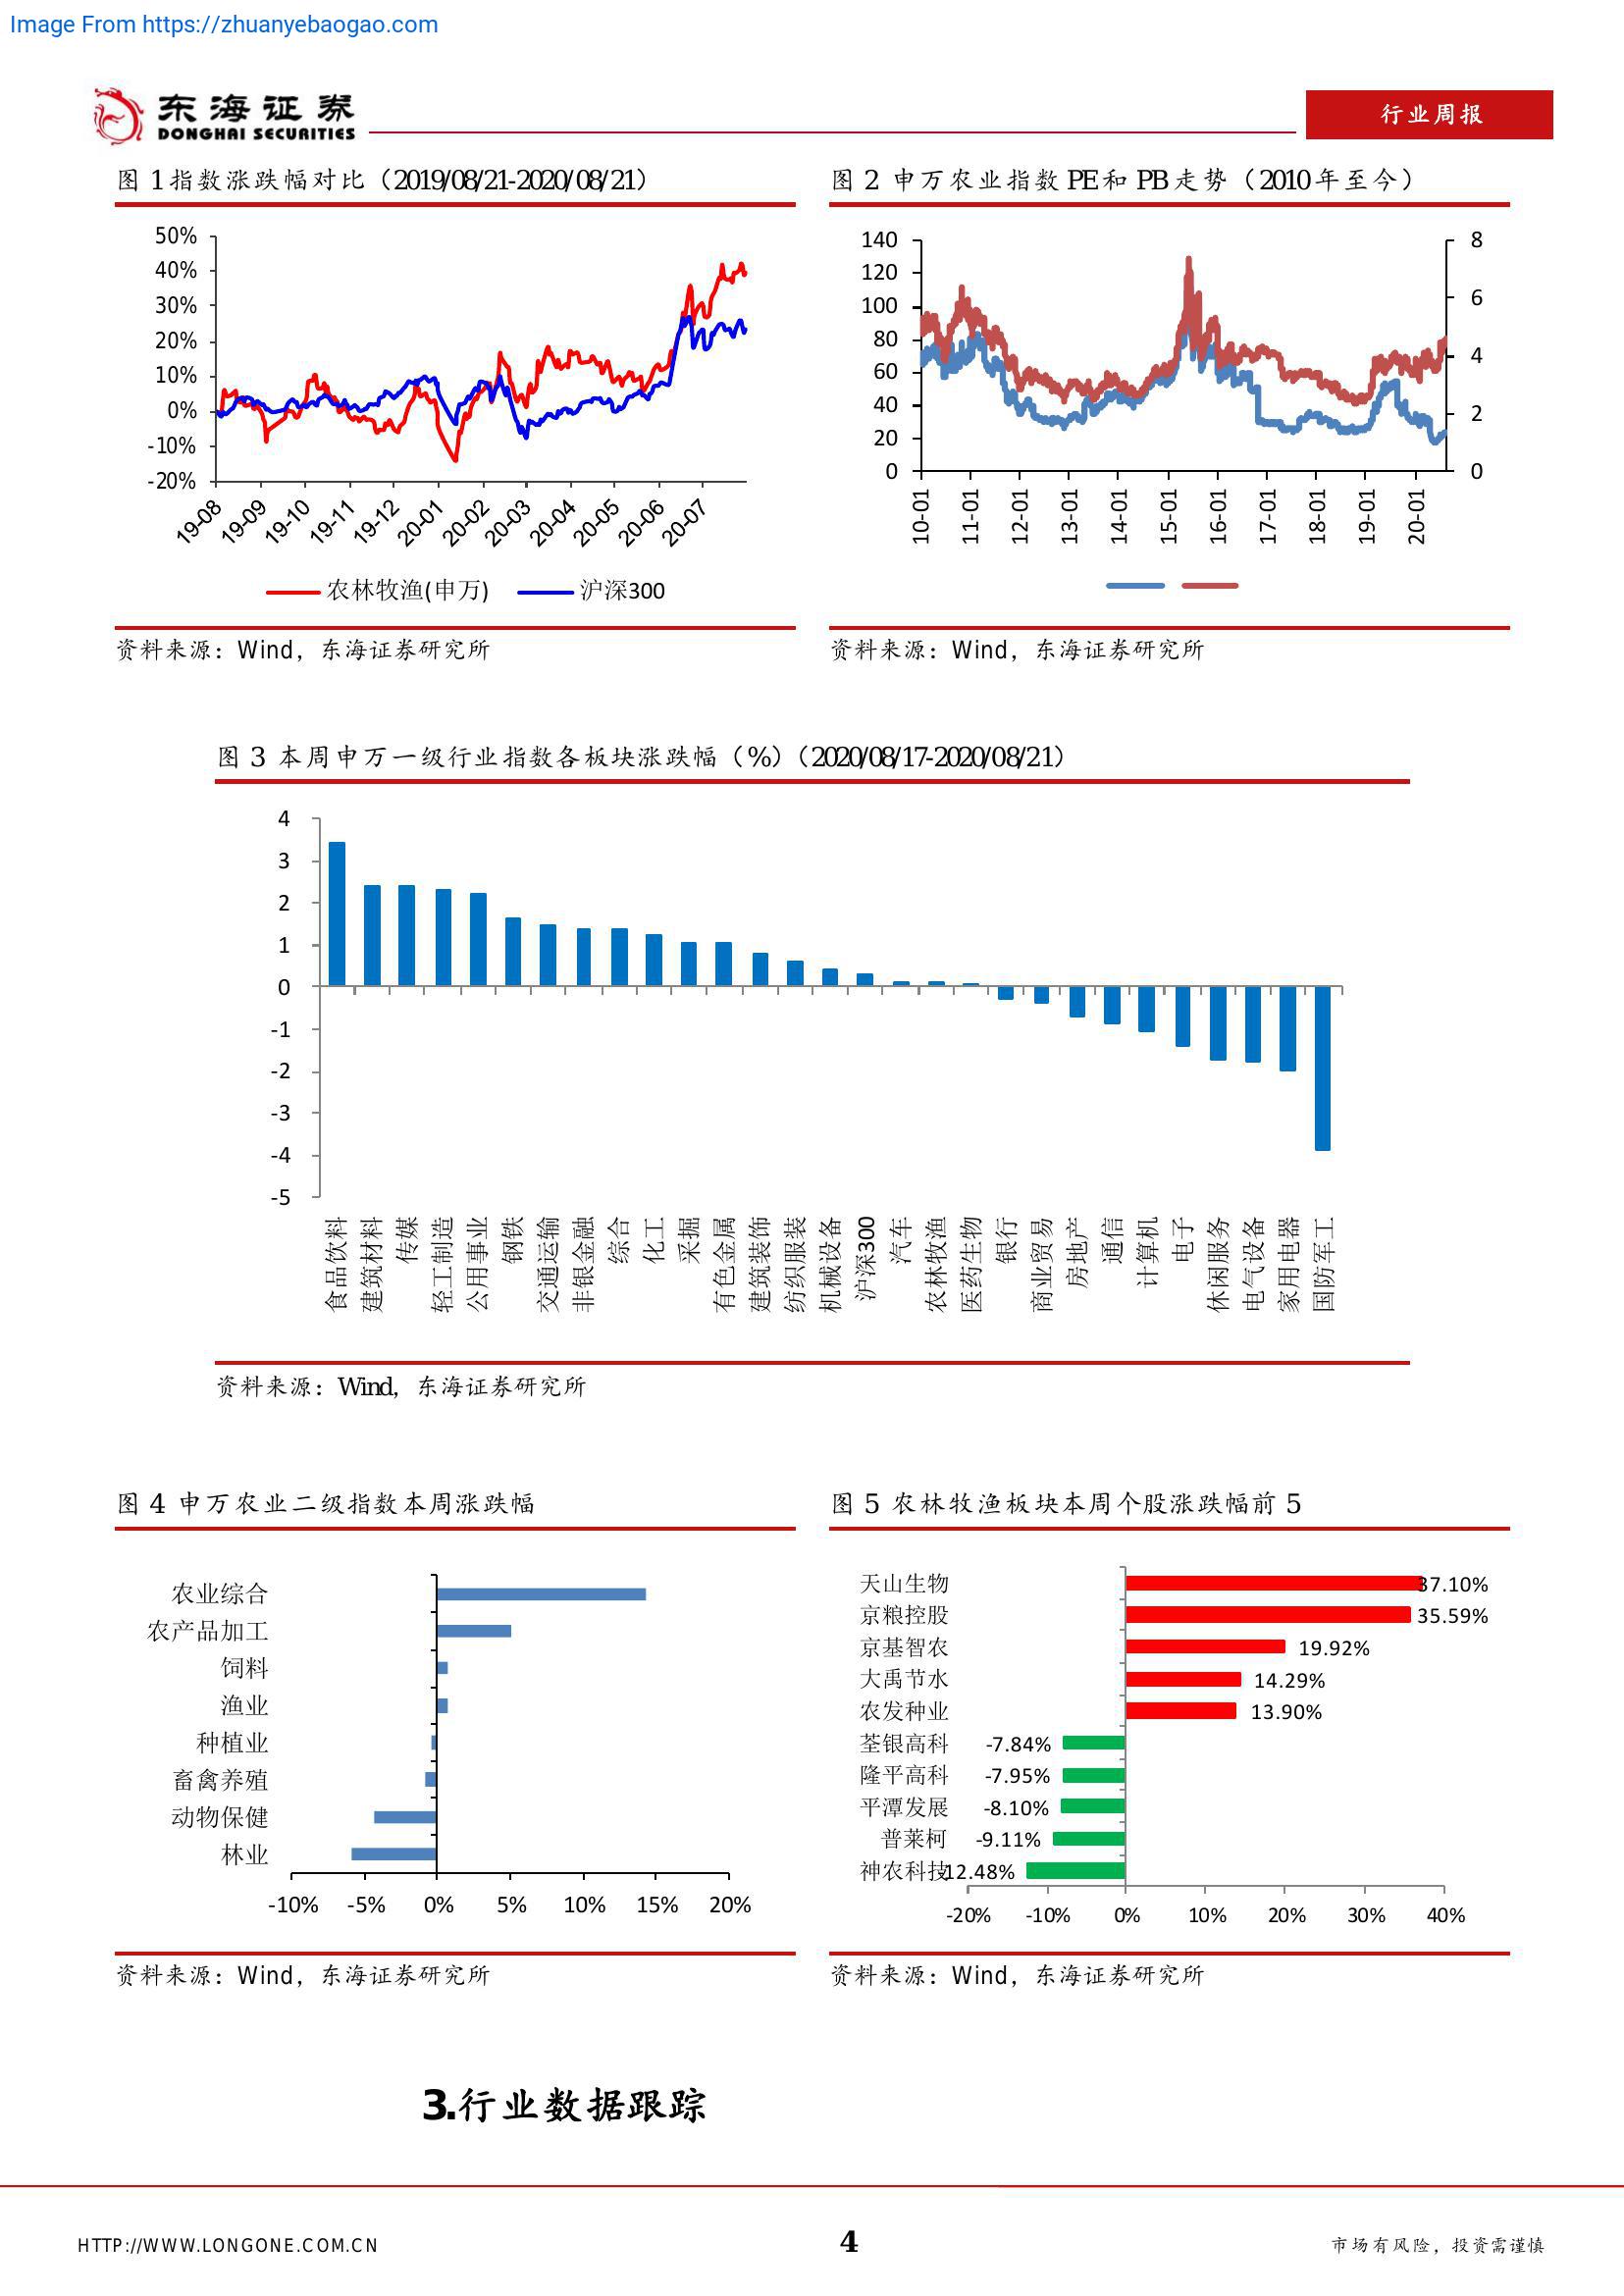 Image From https://zhuanyebaogao.com
东海证券
DONGHAI SECURITIES
行业周报
图 1 指数涨跌幅对比（2019/08/21-2020/08/21）
50%
40%
30%
20%
10%
0%
-10%
-20%
19-08 19-09 19-10 19-11 19-12 20-01 20-02 20-03 20-04 20-05 20-06 20-07
农林牧渔(申万) 沪深300
资料来源：Wind，东海证券研究所
图 2 申万农业指数 PE 和 PB 走势（2010 年至今）
140
120
100
80
60
40
20
0
8
6
4
2
0
10-01 11-01 12-01 13-01 14-01 15-01 16-01 17-01 18-01 19-01 20-01
资料来源：Wind，东海证券研究所
图 3 本周申万一级行业指数各板块涨跌幅（%）（2020/08/17-2020/08/21）
4
3
2
1
0
-1
-2
-3
-4
-5
食品饮料 建筑材料 传媒 轻工制造 公用事业 钢铁 交通运输 非银金融 综合 化工 采掘 有色金属 建筑装饰 纺织服装 机械设备 沪深300 汽车 农林牧渔 医药生物 银行 商业贸易 房地产 通信 计算机 电子 休闲服务 电气设备 家用电器 国防军工
资料来源：Wind，东海证券研究所
图 4 申万农业二级指数本周涨跌幅
农业综合
农产品加工
饲料
渔业
种植业
畜禽养殖
动物保健
林业
-10% -5% 0% 5% 10% 15% 20%
资料来源：Wind，东海证券研究所
图 5 农林牧渔板块本周个股涨跌幅前 5
天山生物 37.10%
京粮控股 35.59%
京基智农 19.92%
大禹节水 14.29%
农发种业 13.90%
荃银高科 -7.84%
隆平高科 -7.95%
平潭发展 -8.10%
普莱柯 -9.11%
神农科技 12.48%
-20% -10% 0% 10% 20% 30% 40%
资料来源：Wind，东海证券研究所
3.行业数据跟踪
HTTP://WWW.LONGONE.COM.CN
4
市场有风险，投资需谨慎